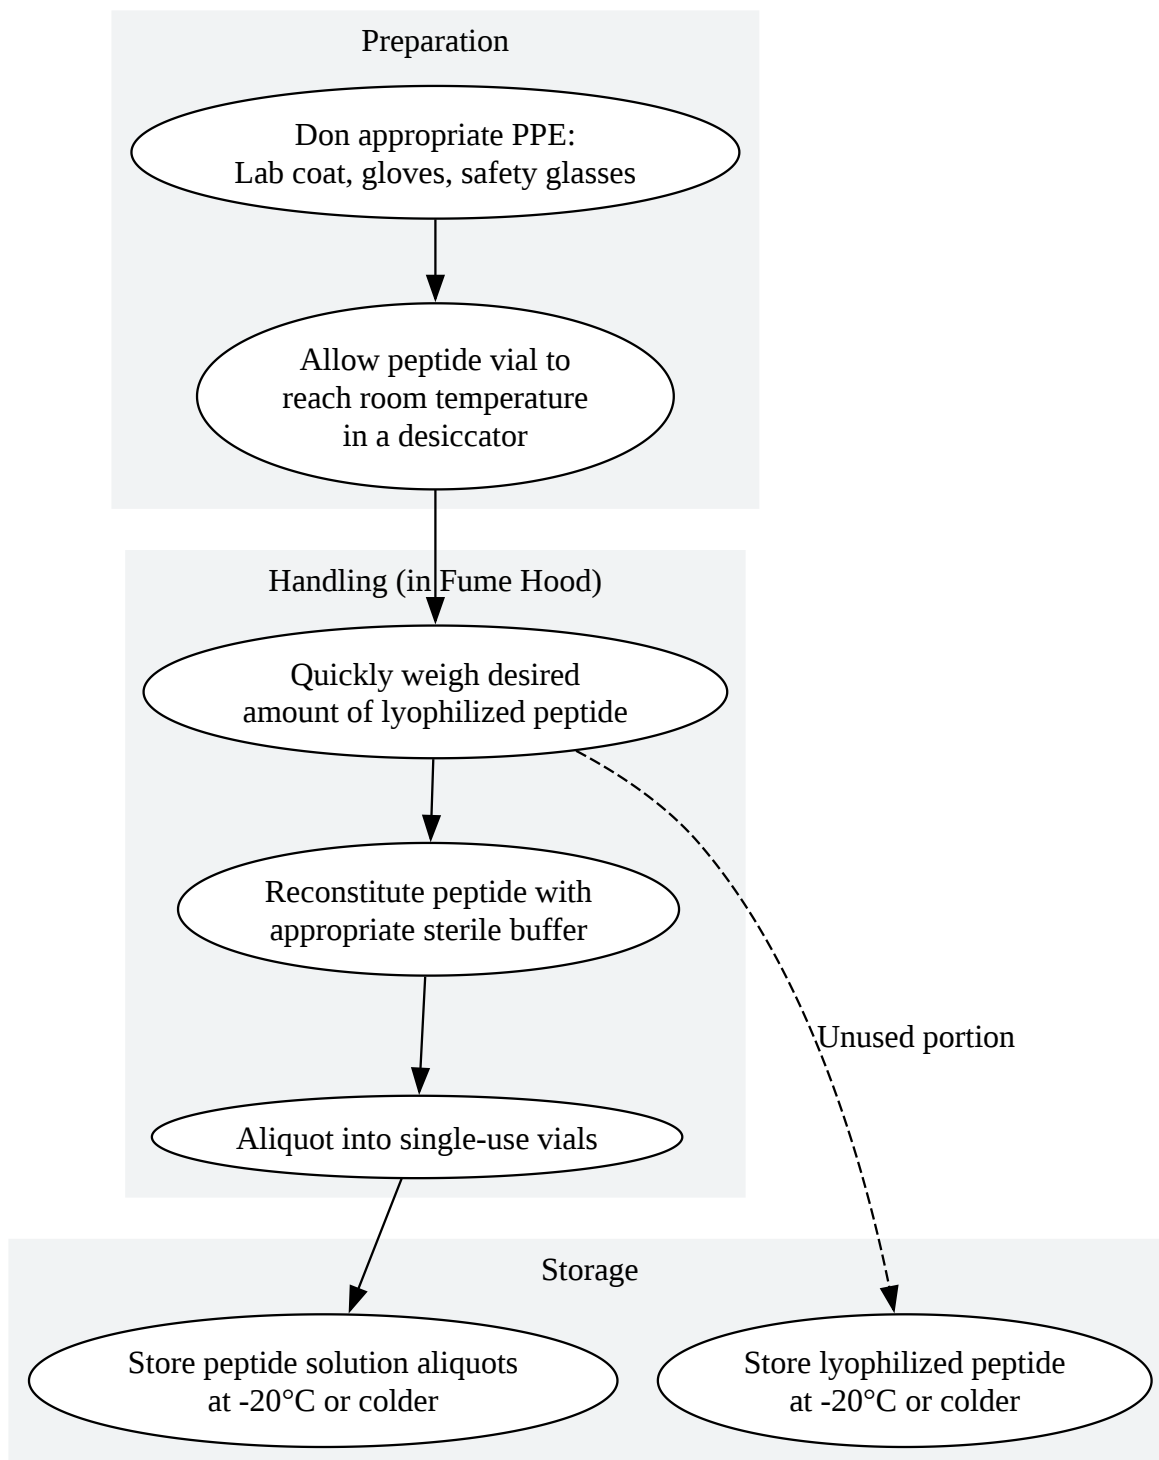 Preparation
Don appropriate PPE:
Lab coat, gloves, safety glasses
Allow peptide vial to
reach room temperature
in a desiccator
Handling (in Fume Hood)
Quickly weigh desired
amount of lyophilized peptide
Reconstitute peptide with
appropriate sterile buffer
Unused portion
Aliquot into single-use vials
Storage
Store peptide solution aliquots
at -20°C or colder
Store lyophilized peptide
at -20°C or colder